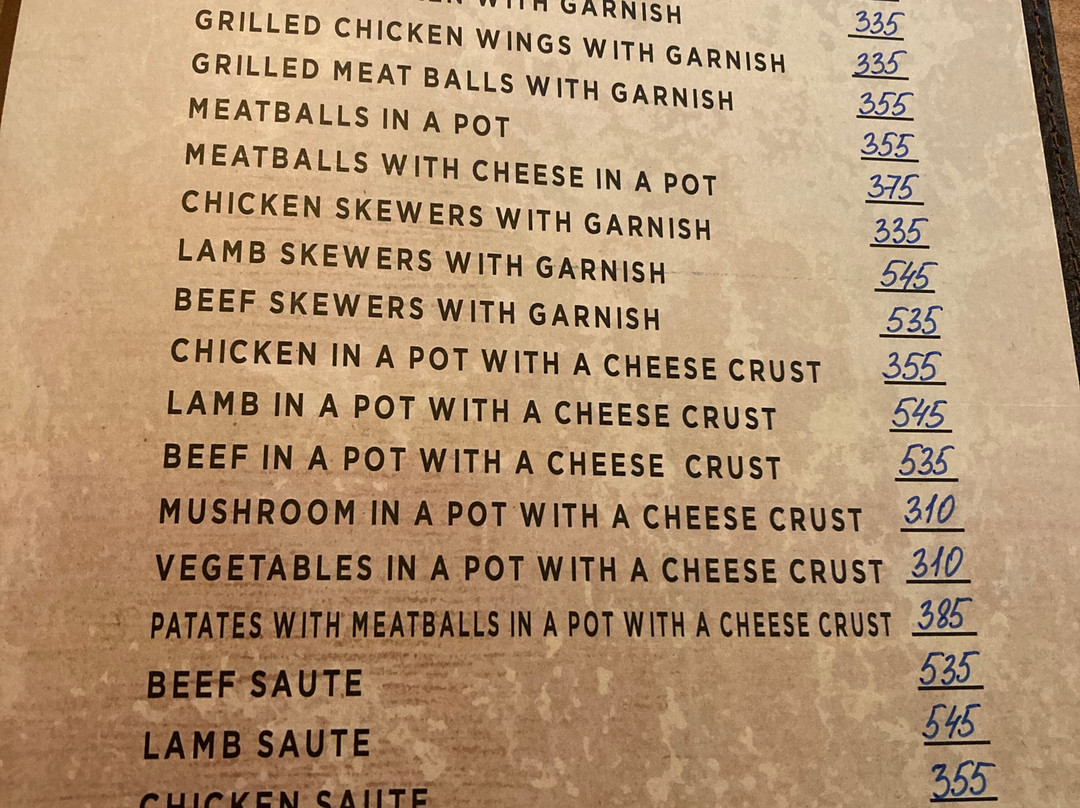 WITH GARNISH 335
GRILLED CHICKEN WINGS WITH GARNISH 335
GRILLED MEAT BALLS WITH GARNISH 355
MEATBALLS IN A POT 355
MEATBALLS WITH CHEESE IN A POT 375
CHICKEN SKEWERS WITH GARNISH 335
LAMB SKEWERS WITH GARNISH 545
BEEF SKEWERS WITH GARNISH 535
CHICKEN IN A POT WITH A CHEESE CRUST 355
LAMB IN A POT WITH A CHEESE CRUST 545
BEEF IN A POT WITH A CHEESE CRUST 535
MUSHROOM IN A POT WITH A CHEESE CRUST 310
VEGETABLES IN A POT WITH A CHEESE CRUST 310
PATATES WITH MEATBALLS IN A POT WITH A CHEESE CRUST 385
BEEF SAUTE 535
LAMB SAUTE 545
CHICKEN SAUTE 355